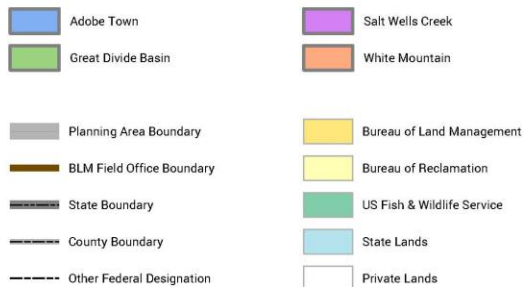 Adobe Town
Great Divide Basin
Salt Wells Creek
White Mountain
Planning Area Boundary
BLM Field Office Boundary
State Boundary
County Boundary
Other Federal Designation
Bureau of Land Management
Bureau of Reclamation
US Fish & Wildlife Service
State Lands
Private Lands